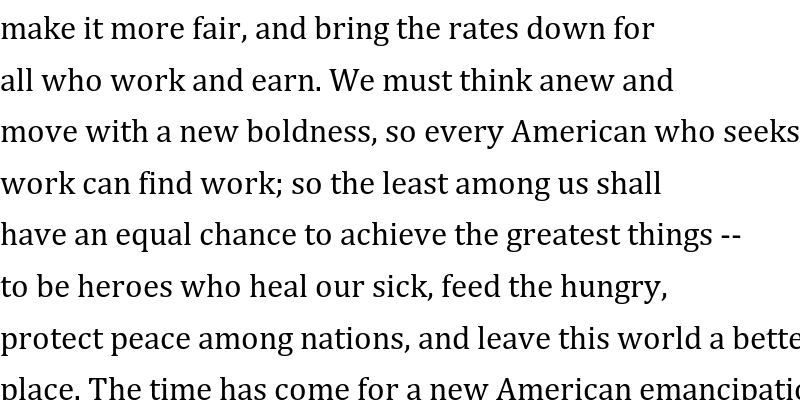 make it more fair, and bring the rates down for
all who work and earn. We must think anew and
move with a new boldness, so every American who seeks
work can find work; so the least among us shall
have an equal chance to achieve the greatest things --
to be heroes who heal our sick, feed the hungry,
protect peace among nations, and leave this world a bette
place. The time has come for a new American emancipatio